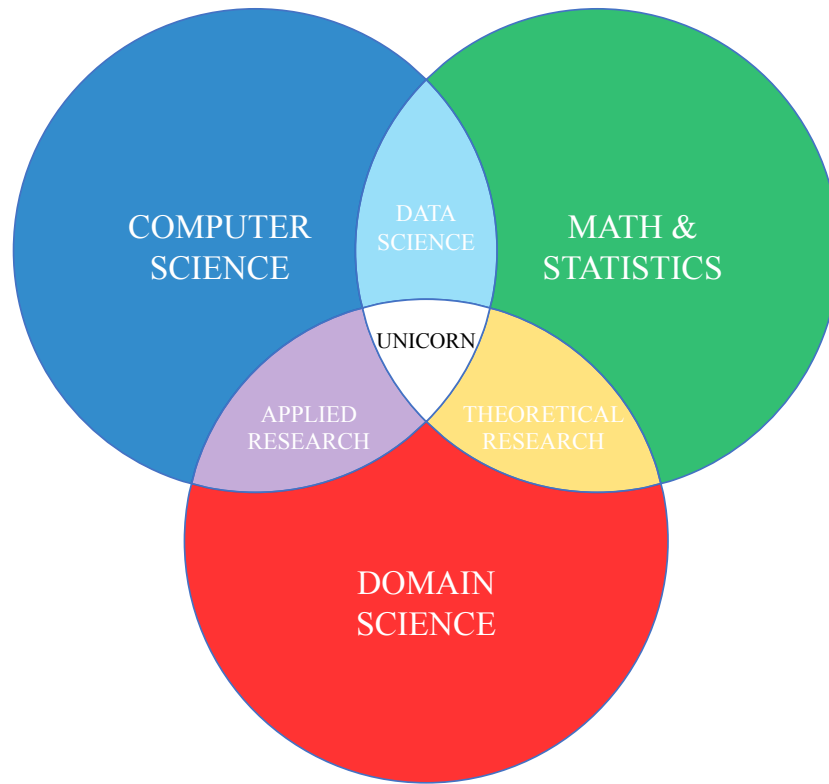 COMPUTER
SCIENCE
DATA
SCIENCE
MATH &
STATISTICS
UNICORN
APPLIED
RESEARCH
THEORETICAL
RESEARCH
DOMAIN
SCIENCE